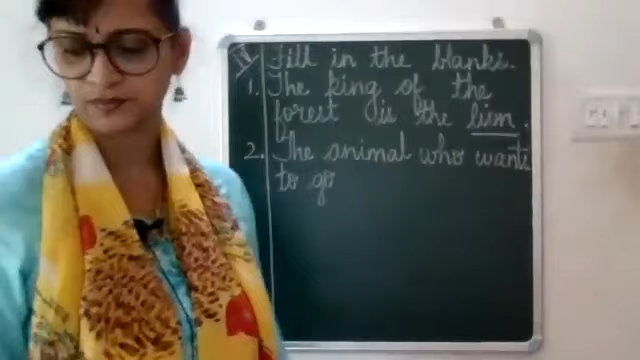 IV Fill in the blanks.
1. The king of the
forest is the lion.
2. The animal who wants
to go